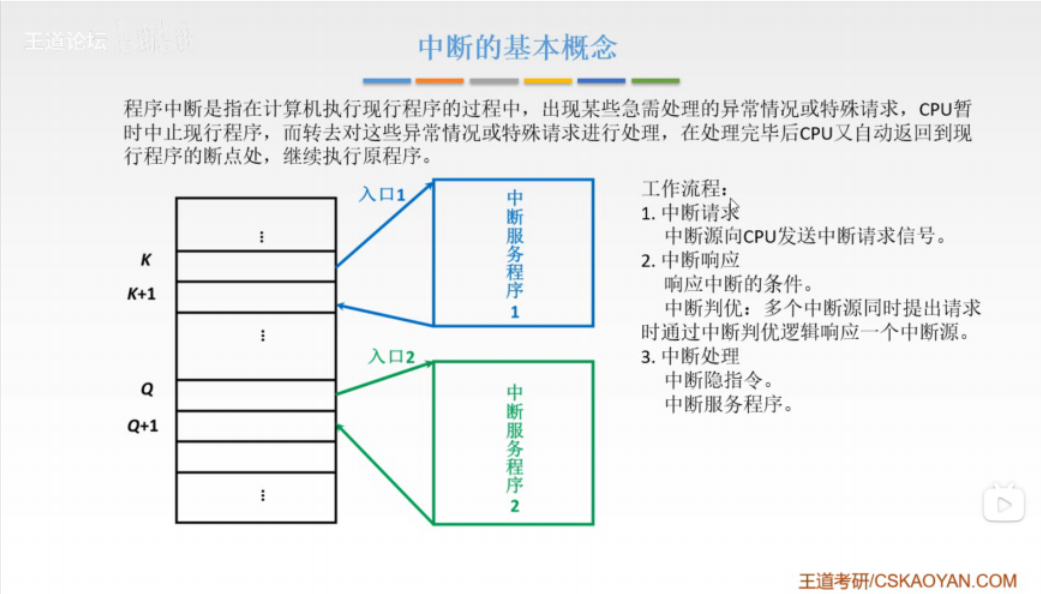 王道论坛
中断的基本概念
程序中断是指在计算机执行现行程序的过程中，出现某些急需处理的异常情况或特殊请求，CPU暂
时中止现行程序，而转去对这些异常情况或特殊请求进行处理，在处理完毕后CPU又自动返回到现
行程序的断点处，继续执行原程序。
入口1
中断服务程序1
⋮
K
K+1
⋮
入口2
中断服务程序2
Q
Q+1
⋮
工作流程：
1. 中断请求
中断源向CPU发送中断请求信号。
2. 中断响应
响应中断的条件。
中断判优：多个中断源同时提出请求
时通过中断判优逻辑响应一个中断源。
3. 中断处理
中断隐指令。
中断服务程序。
王道考研/CSKAOYAN.COM